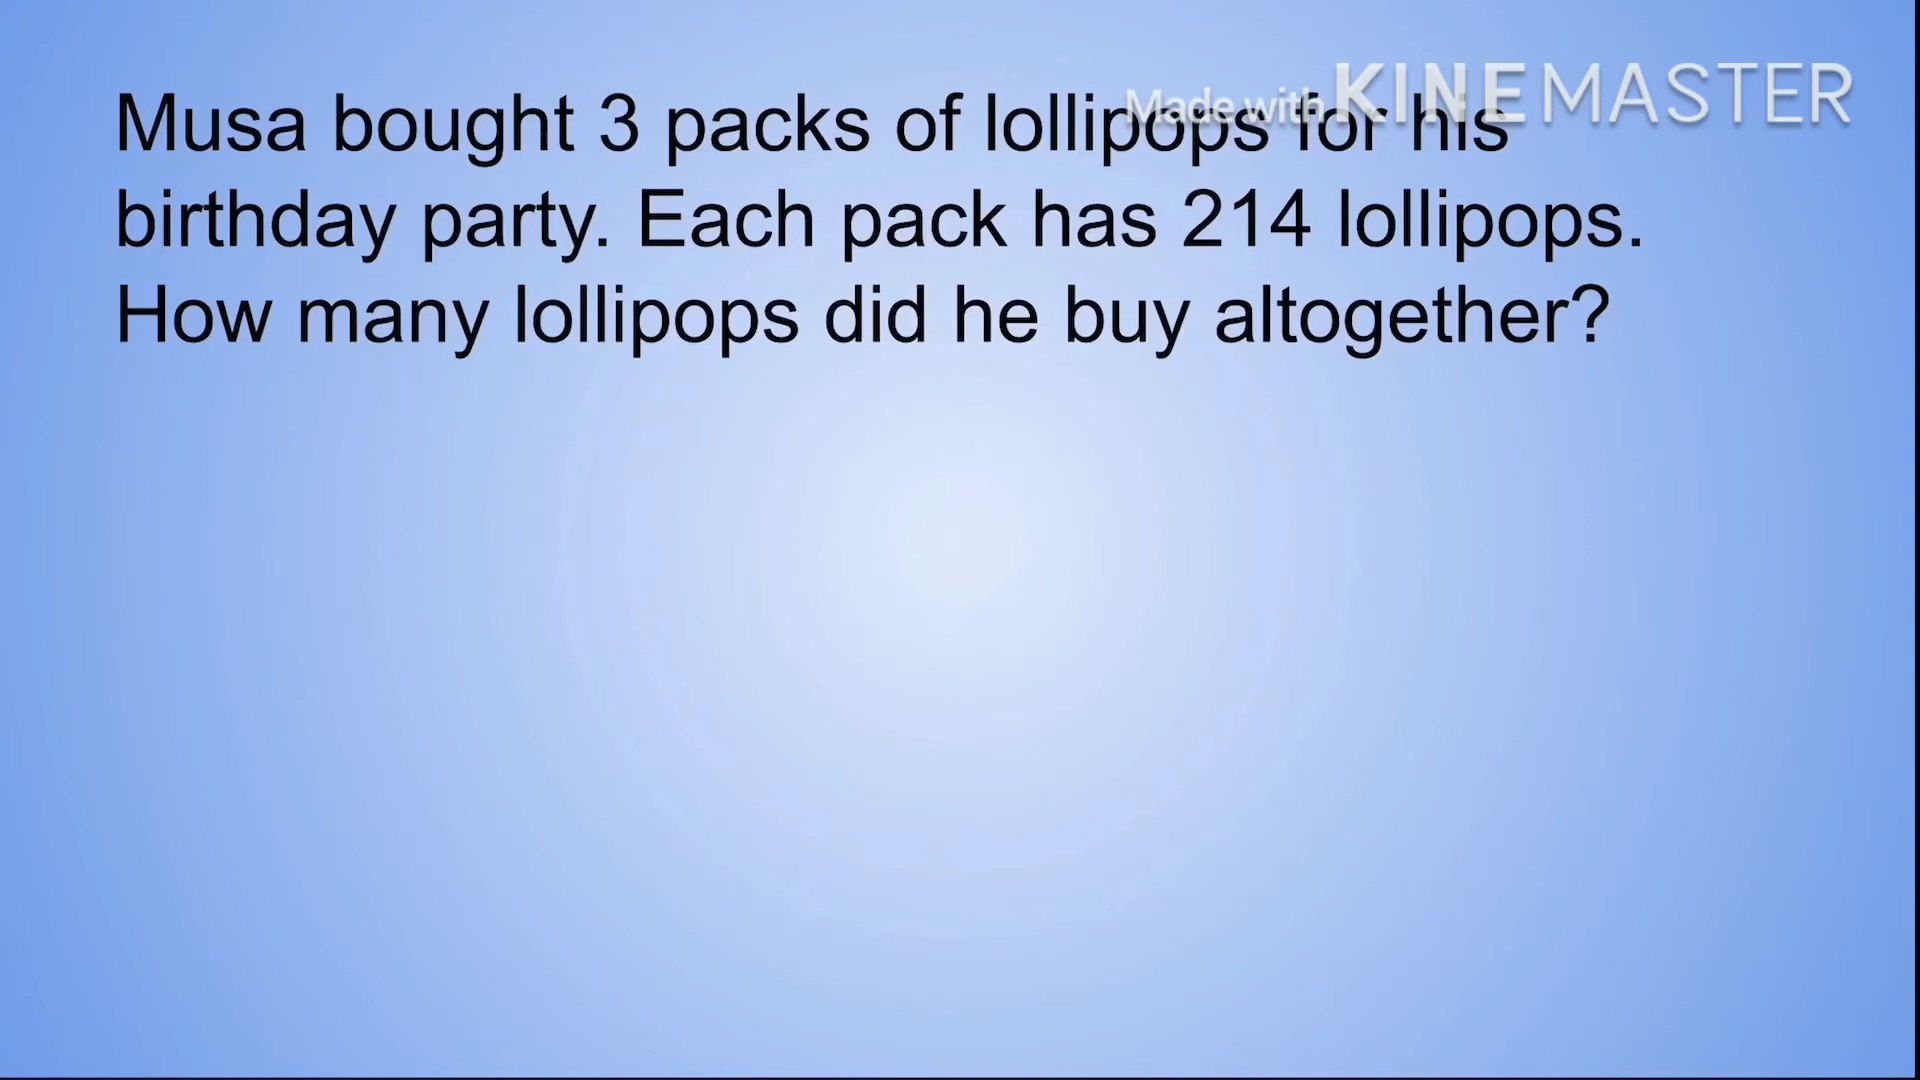 Made with KINEMASTER
Musa bought 3 packs of lollipops for his
birthday party. Each pack has 214 lollipops.
How many lollipops did he buy altogether?